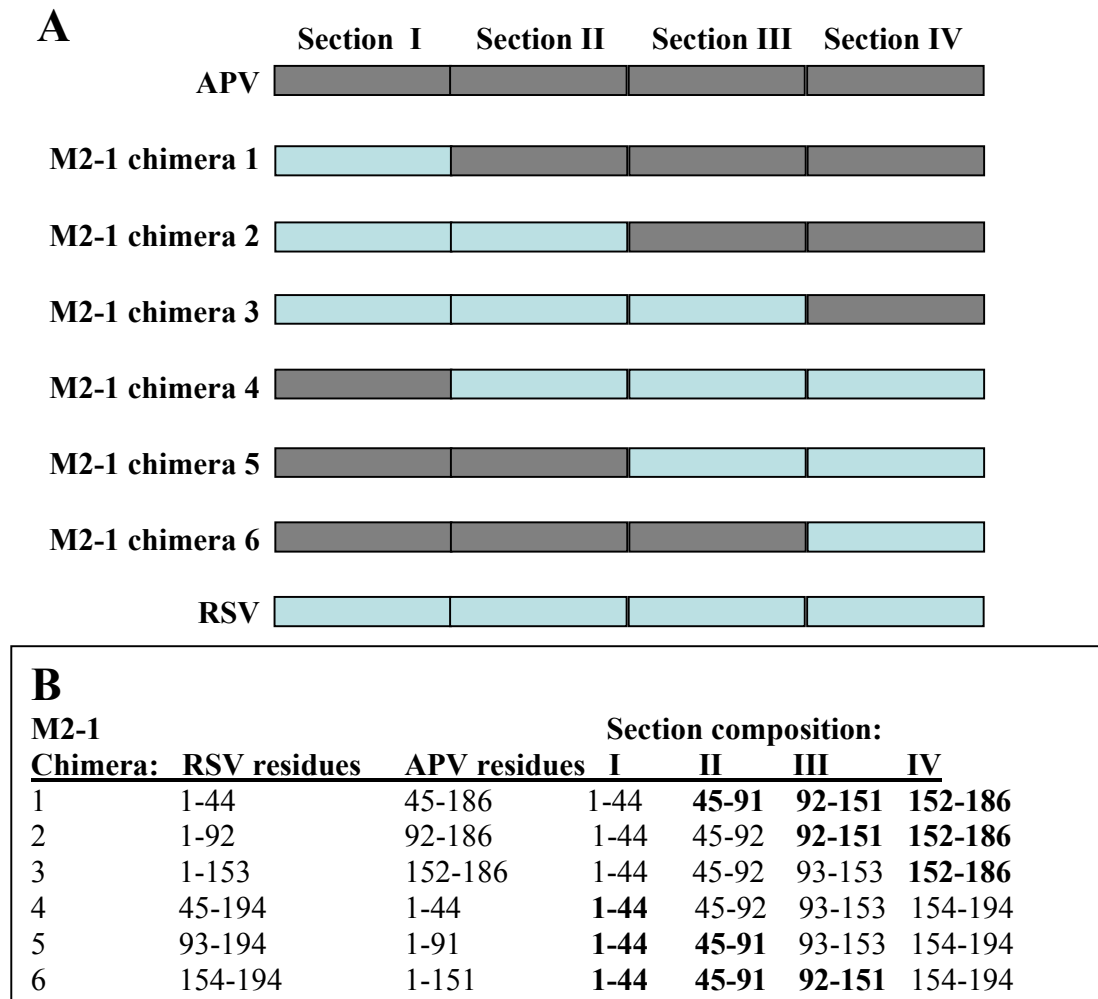 A
Section I Section II Section III Section IV
APV
M2-1 chimera 1
M2-1 chimera 2
M2-1 chimera 3
M2-1 chimera 4
M2-1 chimera 5
M2-1 chimera 6
RSV
B
M2-1 Section composition:
Chimera: RSV residues APV residues I II III IV
1 1-44 45-186 1-44 45-91 92-151 152-186
2 1-92 92-186 1-44 45-92 92-151 152-186
3 1-153 152-186 1-44 45-92 93-153 152-186
4 45-194 1-44 1-44 45-92 93-153 154-194
5 93-194 1-91 1-44 45-91 93-153 154-194
6 154-194 1-151 1-44 45-91 92-151 154-194